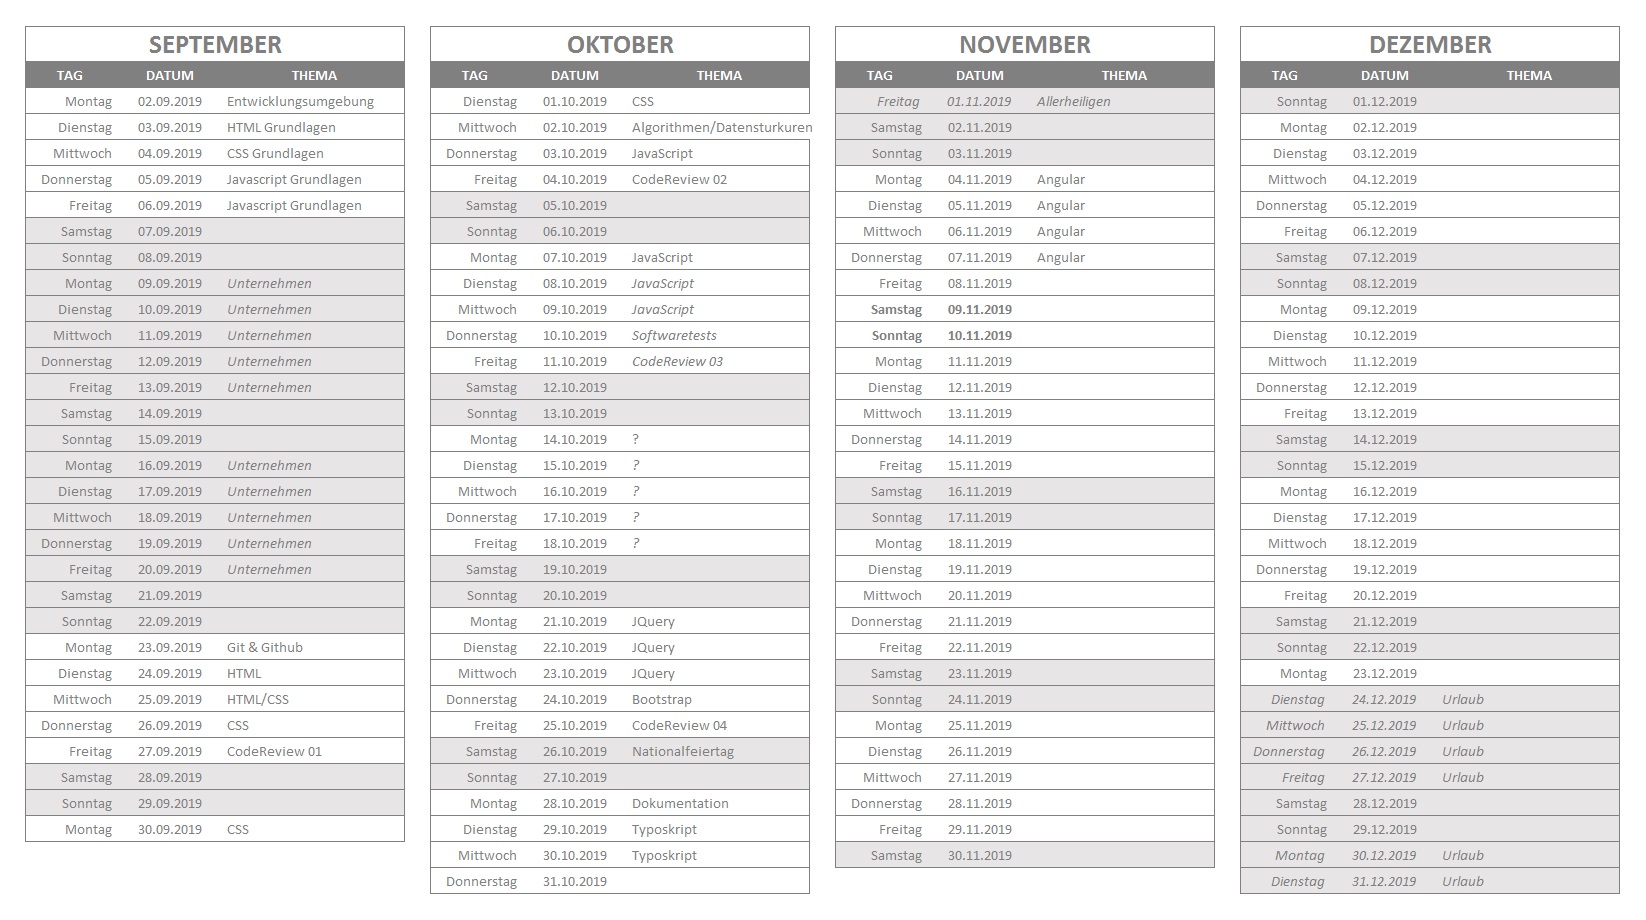 SEPTEMBER
TAG DATUM THEMA
Montag 02.09.2019 Entwicklungsumgebung
Dienstag 03.09.2019 HTML Grundlagen
Mittwoch 04.09.2019 CSS Grundlagen
Donnerstag 05.09.2019 Javascript Grundlagen
Freitag 06.09.2019 Javascript Grundlagen
Samstag 07.09.2019
Sonntag 08.09.2019
Montag 09.09.2019 Unternehmen
Dienstag 10.09.2019 Unternehmen
Mittwoch 11.09.2019 Unternehmen
Donnerstag 12.09.2019 Unternehmen
Freitag 13.09.2019 Unternehmen
Samstag 14.09.2019
Sonntag 15.09.2019
Montag 16.09.2019 Unternehmen
Dienstag 17.09.2019 Unternehmen
Mittwoch 18.09.2019 Unternehmen
Donnerstag 19.09.2019 Unternehmen
Freitag 20.09.2019 Unternehmen
Samstag 21.09.2019
Sonntag 22.09.2019
Montag 23.09.2019 Git & Github
Dienstag 24.09.2019 HTML
Mittwoch 25.09.2019 HTML/CSS
Donnerstag 26.09.2019 CSS
Freitag 27.09.2019 CodeReview 01
Samstag 28.09.2019
Sonntag 29.09.2019
Montag 30.09.2019 CSS
OKTOBER
TAG DATUM THEMA
Dienstag 01.10.2019 CSS
Mittwoch 02.10.2019 Algorithmen/Datensturkuren
Donnerstag 03.10.2019 JavaScript
Freitag 04.10.2019 CodeReview 02
Samstag 05.10.2019
Sonntag 06.10.2019
Montag 07.10.2019 JavaScript
Dienstag 08.10.2019 JavaScript
Mittwoch 09.10.2019 JavaScript
Donnerstag 10.10.2019 Softwaretests
Freitag 11.10.2019 CodeReview 03
Samstag 12.10.2019
Sonntag 13.10.2019
Montag 14.10.2019 ?
Dienstag 15.10.2019 ?
Mittwoch 16.10.2019 ?
Donnerstag 17.10.2019 ?
Freitag 18.10.2019 ?
Samstag 19.10.2019
Sonntag 20.10.2019
Montag 21.10.2019 JQuery
Dienstag 22.10.2019 JQuery
Mittwoch 23.10.2019 JQuery
Donnerstag 24.10.2019 Bootstrap
Freitag 25.10.2019 CodeReview 04
Samstag 26.10.2019 Nationalfeiertag
Sonntag 27.10.2019
Montag 28.10.2019 Dokumentation
Dienstag 29.10.2019 Typoskript
Mittwoch 30.10.2019 Typoskript
Donnerstag 31.10.2019
NOVEMBER
TAG DATUM THEMA
Freitag 01.11.2019 Allerheiligen
Samstag 02.11.2019
Sonntag 03.11.2019
Montag 04.11.2019 Angular
Dienstag 05.11.2019 Angular
Mittwoch 06.11.2019 Angular
Donnerstag 07.11.2019 Angular
Freitag 08.11.2019
Samstag 09.11.2019
Sonntag 10.11.2019
Montag 11.11.2019
Dienstag 12.11.2019
Mittwoch 13.11.2019
Donnerstag 14.11.2019
Freitag 15.11.2019
Samstag 16.11.2019
Sonntag 17.11.2019
Montag 18.11.2019
Dienstag 19.11.2019
Mittwoch 20.11.2019
Donnerstag 21.11.2019
Freitag 22.11.2019
Samstag 23.11.2019
Sonntag 24.11.2019
Montag 25.11.2019
Dienstag 26.11.2019
Mittwoch 27.11.2019
Donnerstag 28.11.2019
Freitag 29.11.2019
Samstag 30.11.2019
DEZEMBER
TAG DATUM THEMA
Sonntag 01.12.2019
Montag 02.12.2019
Dienstag 03.12.2019
Mittwoch 04.12.2019
Donnerstag 05.12.2019
Freitag 06.12.2019
Samstag 07.12.2019
Sonntag 08.12.2019
Montag 09.12.2019
Dienstag 10.12.2019
Mittwoch 11.12.2019
Donnerstag 12.12.2019
Freitag 13.12.2019
Samstag 14.12.2019
Sonntag 15.12.2019
Montag 16.12.2019
Dienstag 17.12.2019
Mittwoch 18.12.2019
Donnerstag 19.12.2019
Freitag 20.12.2019
Samstag 21.12.2019
Sonntag 22.12.2019
Montag 23.12.2019
Dienstag 24.12.2019 Urlaub
Mittwoch 25.12.2019 Urlaub
Donnerstag 26.12.2019 Urlaub
Freitag 27.12.2019 Urlaub
Samstag 28.12.2019
Sonntag 29.12.2019
Montag 30.12.2019 Urlaub
Dienstag 31.12.2019 Urlaub